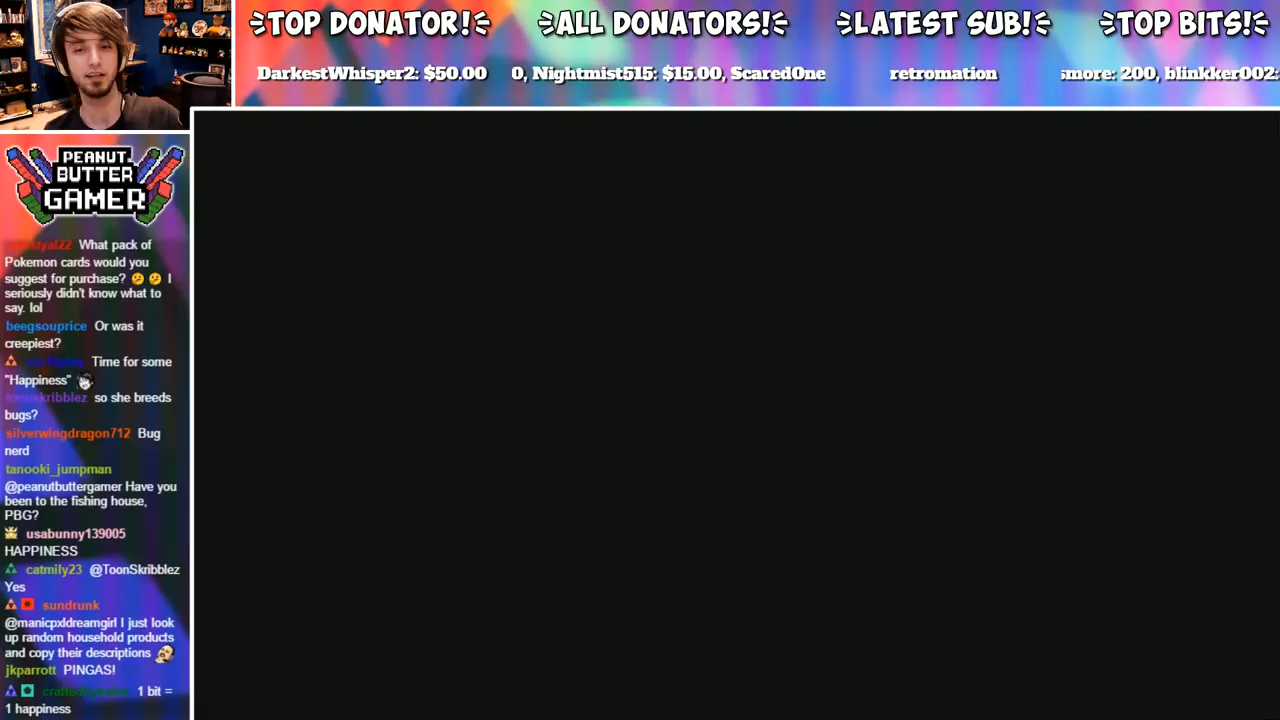 TOP DONATOR!
ALL DONATORS!
LATEST SUB!
TOP BITS!
DarkestWhisper2: $50.00
0, Nightmist515: $15.00, ScaredOne
retromation
smore: 200, blinkker002:
PEANUT
BUTTER
GAMER
What pack of
Pokemon cards would you
suggest for purchase? 🤔 🤔 I
seriously didn't know what to
say. lol
beegsouprice Or was it
creepiest?
Time for some
"Happiness"
toonskribblez so she breeds
bugs?
silverwingdragon712 Bug
nerd
tanooki_jumpman
@peanutbuttergamer Have you
been to the fishing house,
PBG?
usabunny139005
HAPPINESS
catmily23 @ToonSkribblez
Yes
sundrunk
@manicpxldreamgirl I just look
up random household products
and copy their descriptions
jkparrott PINGAS!
1 bit =
1 happiness